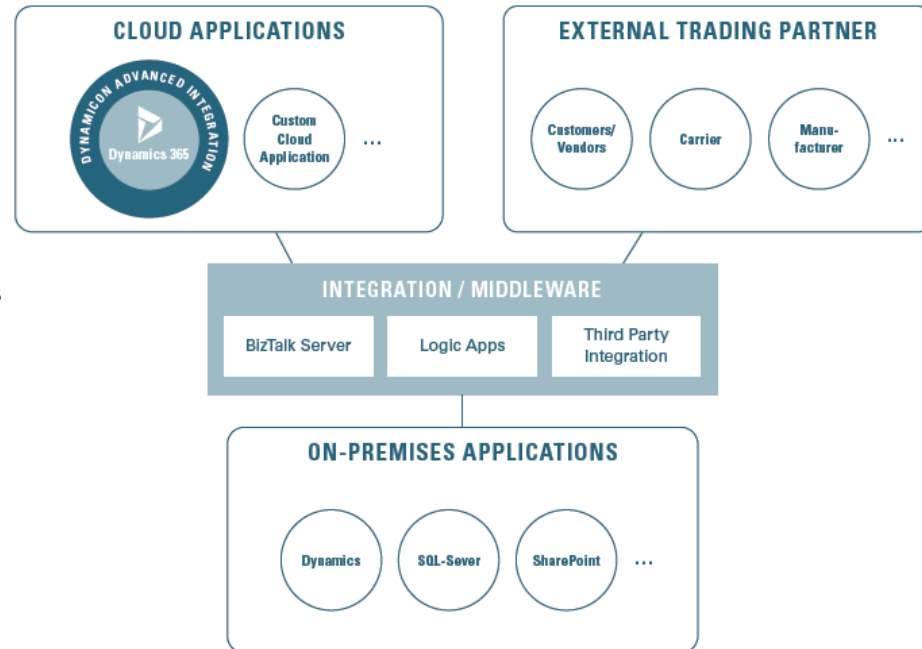 CLOUD APPLICATIONS
DYNAMICON ADVANCED INTEGRATION
Dynamics 365
Custom
Cloud
Application
...
EXTERNAL TRADING PARTNER
Customers/
Vendors
Carrier
Manu-
facturer
...
INTEGRATION / MIDDLEWARE
BizTalk Server
Logic Apps
Third Party
Integration
ON-PREMISES APPLICATIONS
Dynamics
SQL-Sever
SharePoint
...